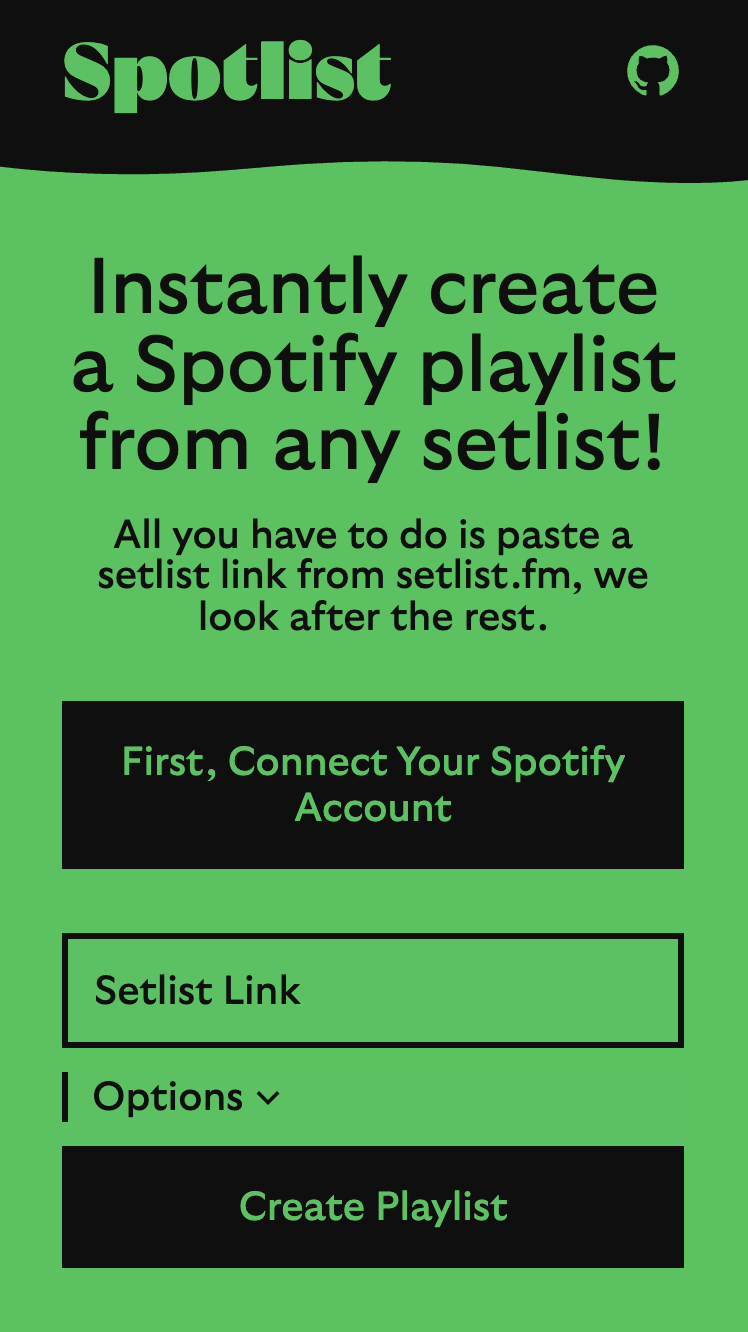 Spotlist
Instantly create
a Spotify playlist
from any setlist!
All you have to do is paste a
setlist link from setlist.fm, we
look after the rest.
First, Connect Your Spotify
Account
Setlist Link
Options
Create Playlist